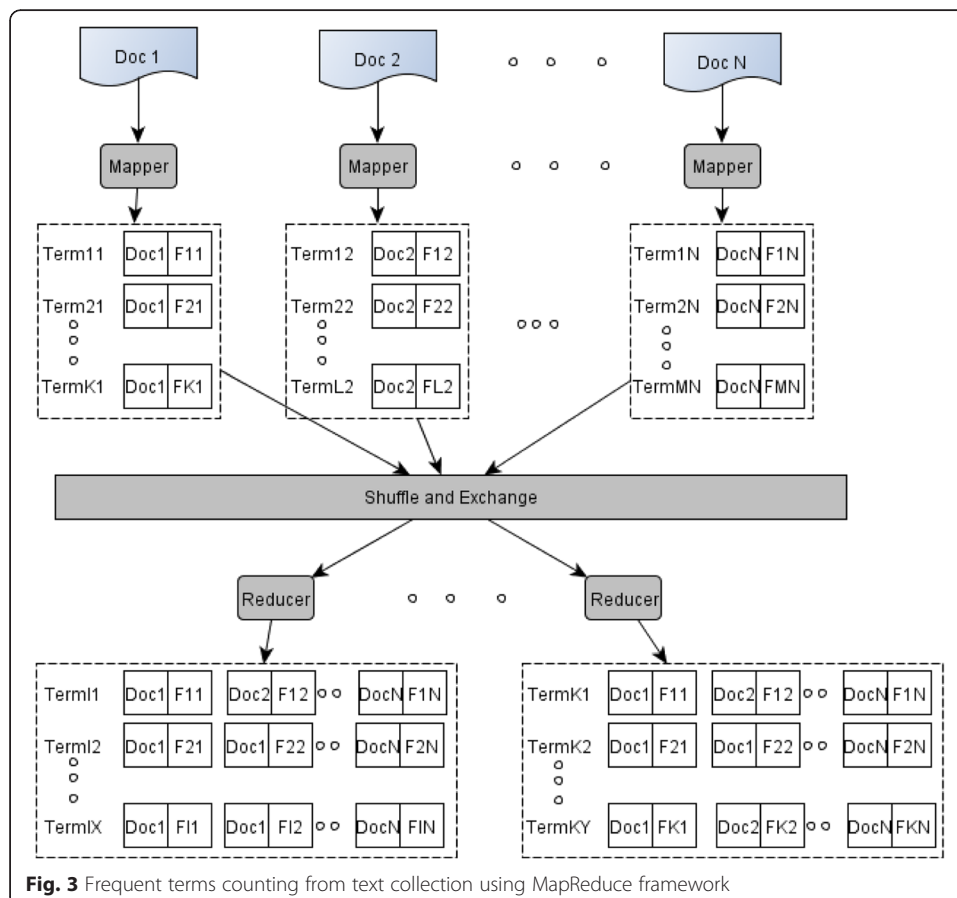 Doc 1 Doc 2 Doc N
Mapper Mapper Mapper
Term11 Doc1 F11 Term12 Doc2 F12 Term1N DocN F1N
Term21 Doc1 F21 Term22 Doc2 F22 Term2N DocN F2N
TermK1 Doc1 FK1 TermL2 Doc2 FL2 TermMN DocN FMN
Shuffle and Exchange
Reducer Reducer
TermI1 Doc1 F11 Doc2 F12 DocN F1N TermK1 Doc1 F11 Doc2 F12 DocN F1N
TermI2 Doc1 F21 Doc1 F22 DocN F2N TermK2 Doc1 F21 Doc1 F22 DocN F2N
TermIX Doc1 FI1 Doc1 FI2 DocN FIN TermKY Doc1 FK1 Doc2 FK2 DocN FKN
Fig. 3 Frequent terms counting from text collection using MapReduce framework